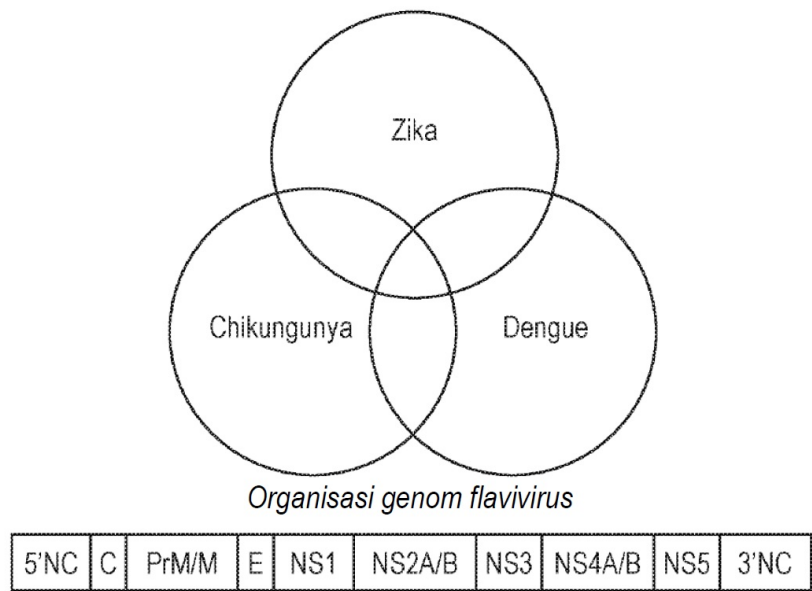 Zika
Chikungunya Dengue
Organisasi genom flavivirus
5'NC C PrM/M E NS1 NS2A/B NS3 NS4A/B NS5 3'NC